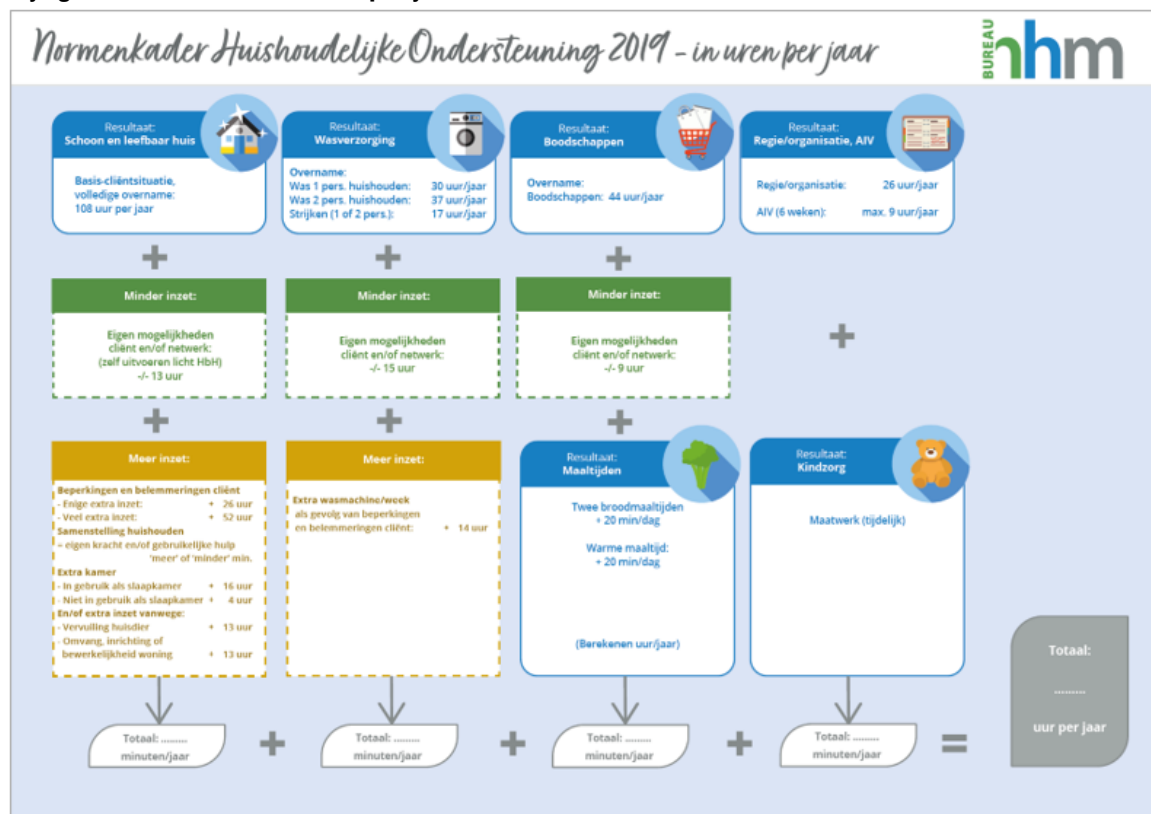 Normenkader Huishoudelijke Ondersteuning 2019 - in uren per jaar
BUREAU
nhm
Resultaat:
Schoon en leefbaar huis
Basis-cliëntsituatie,
volledige overname:
108 uur per jaar
Resultaat:
Wasverzorging
Overname:
Was 1 pers. huishouden: 30 uur/jaar
Was 2 pers. huishouden: 37 uur/jaar
Strijken (1 of 2 pers.): 17 uur/jaar
Resultaat:
Boodschappen
Overname:
Boodschappen: 44 uur/jaar
Resultaat:
Regie/organisatie, AIV
Regie/organisatie: 26 uur/jaar
AIV (6 weken): max. 9 uur/jaar
+
+
+
Minder inzet:
Eigen mogelijkheden
cliënt en/of netwerk:
(zelf uitvoeren licht HbH)
-/- 13 uur
Minder inzet:
Eigen mogelijkheden
cliënt en/of netwerk:
-/- 15 uur
Minder inzet:
Eigen mogelijkheden
cliënt en/of netwerk:
-/- 9 uur
+
+
+
+
Meer inzet:
Beperkingen en belemmeringen cliënt
- Enige extra inzet: + 26 uur
- Veel extra inzet: + 52 uur
Samenstelling huishouden
= eigen kracht en/of gebruikelijke hulp
'meer' of 'minder' min.
Extra kamer
- In gebruik als slaapkamer + 16 uur
- Niet in gebruik als slaapkamer + 4 uur
En/of extra inzet vanwege:
- Vervuiling huisdier + 13 uur
- Omvang, inrichting of
bewerkelijkheid woning + 13 uur
Meer inzet:
Extra wasmachine/week
als gevolg van beperkingen
en belemmeringen cliënt: + 14 uur
Resultaat:
Maaltijden
Twee broodmaaltijden
+ 20 min/dag
Warme maaltijd:
+ 20 min/dag
(Berekenen uur/jaar)
Resultaat:
Kindzorg
Maatwerk (tijdelijk)
Totaal: .........
minuten/jaar
+
Totaal: .........
minuten/jaar
+
Totaal: .........
minuten/jaar
+
Totaal: .........
minuten/jaar
=
Totaal:
.........
uur per jaar